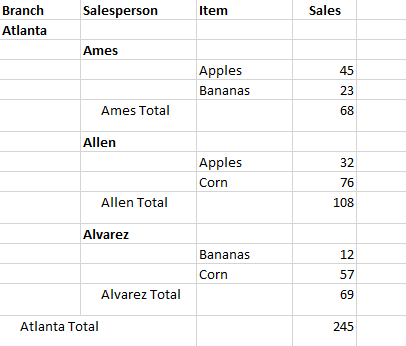 Branch Salesperson Item Sales
Atlanta
Ames
Apples 45
Bananas 23
Ames Total 68
Allen
Apples 32
Corn 76
Allen Total 108
Alvarez
Bananas 12
Corn 57
Alvarez Total 69
Atlanta Total 245